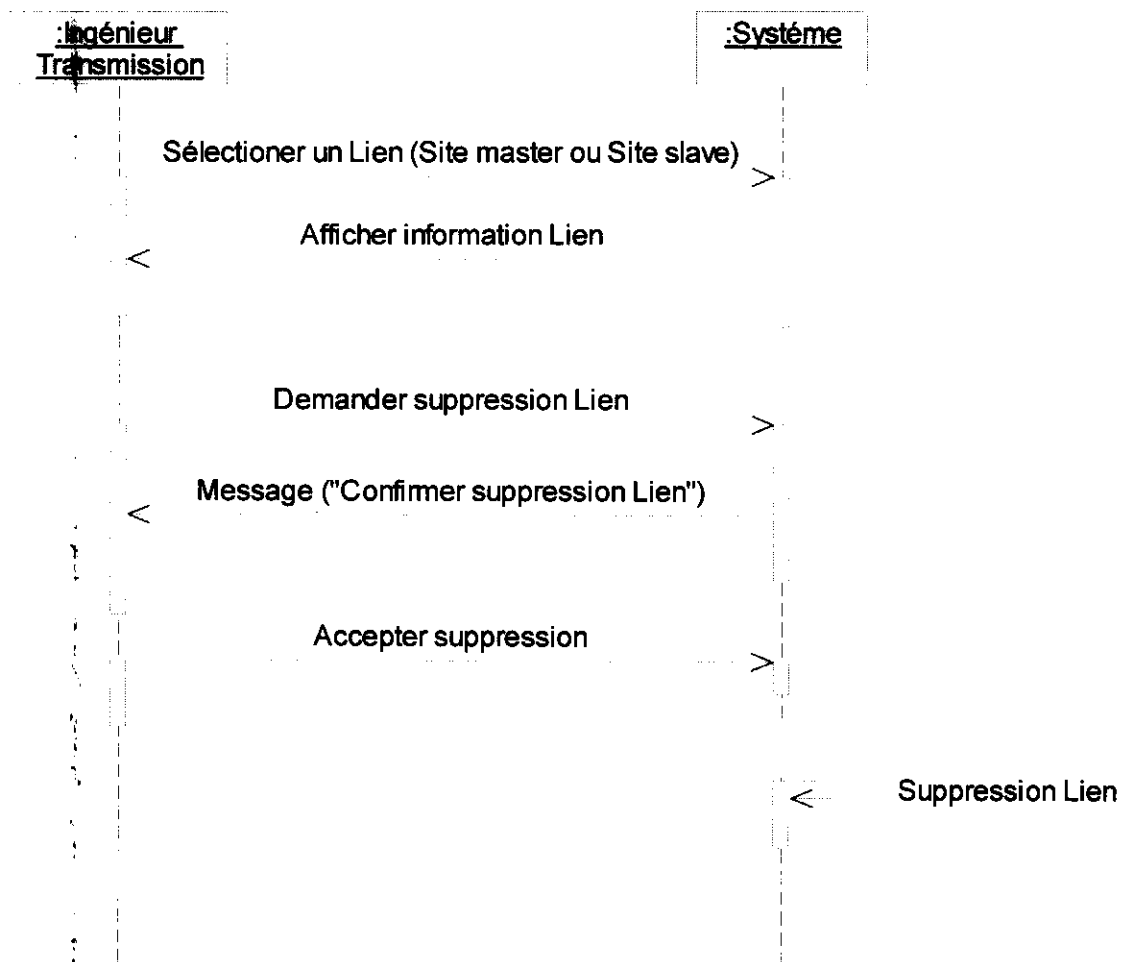 :Ingénieur
Transmission
:Systéme
Sélectioner un Lien (Site master ou Site slave)
Afficher information Lien
Demander suppression Lien
Message ("Confirmer suppression Lien")
Accepter suppression
Suppression Lien